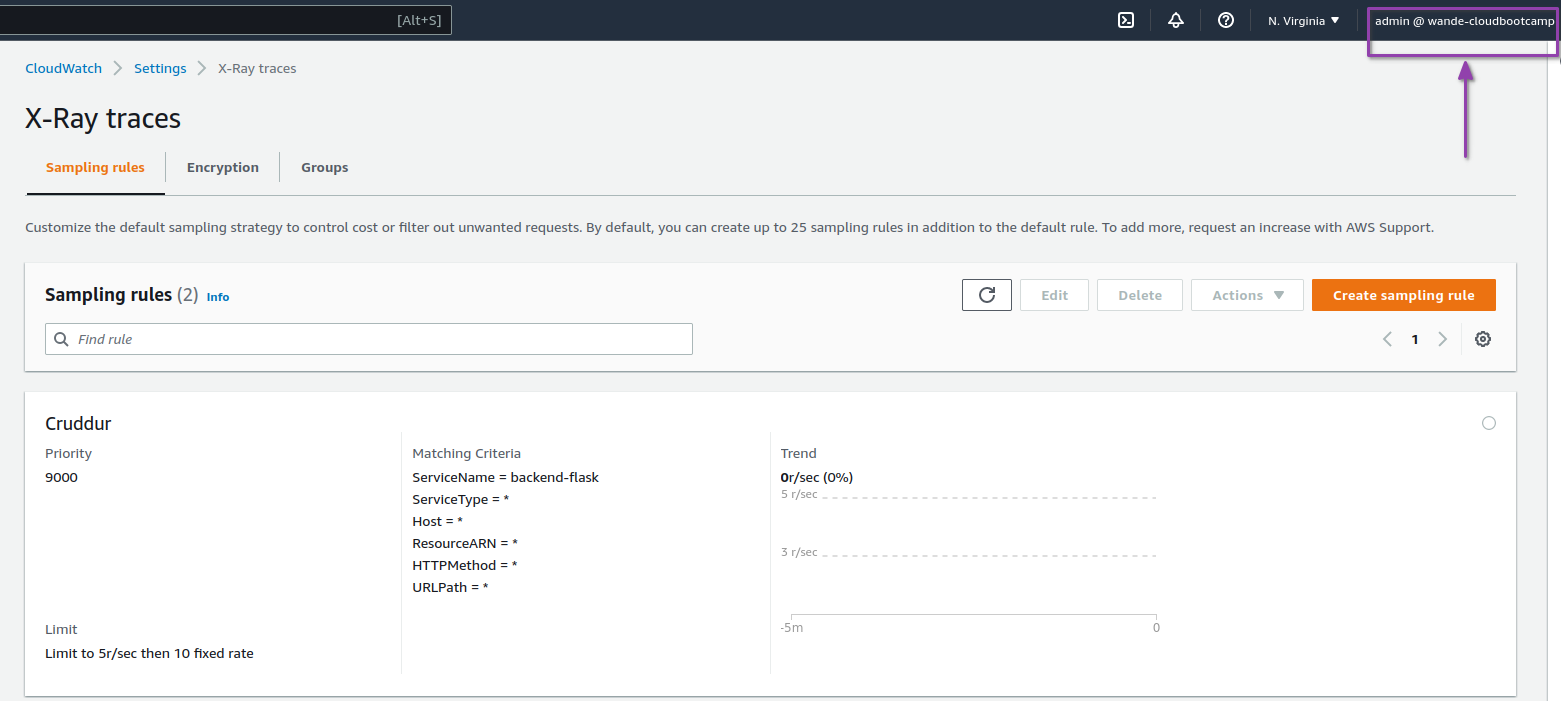 [Alt+S]
N. Virginia
admin @ wande-cloudbootcamp
CloudWatch
Settings
X-Ray traces
X-Ray traces
Sampling rules
Encryption
Groups
Customize the default sampling strategy to control cost or filter out unwanted requests. By default, you can create up to 25 sampling rules in addition to the default rule. To add more, request an increase with AWS Support.
Sampling rules (2) Info
Edit
Delete
Actions
Create sampling rule
Find rule
1
Cruddur
Priority
9000
Limit
Limit to 5r/sec then 10 fixed rate
Matching Criteria
ServiceName = backend-flask
ServiceType = *
Host = *
ResourceARN = *
HTTPMethod = *
URLPath = *
Trend
0r/sec (0%)
5 r/sec
3 r/sec
-5m
0